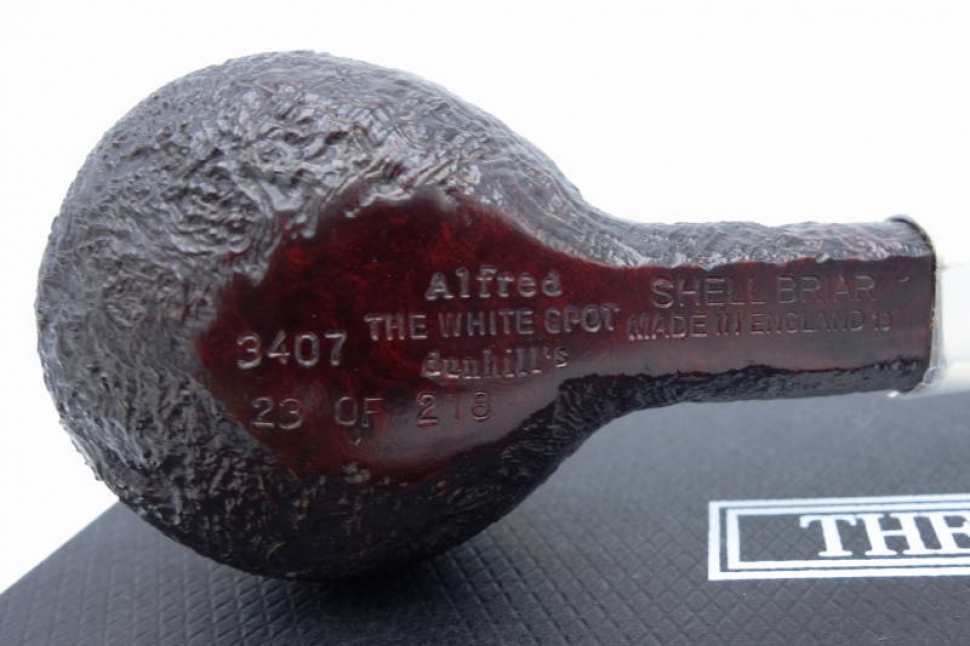 3407
Alfred
THE WHITE SPOT
dunhill's
23 OF 218
SHELL BRIAR
MADE IN ENGLAND
THE